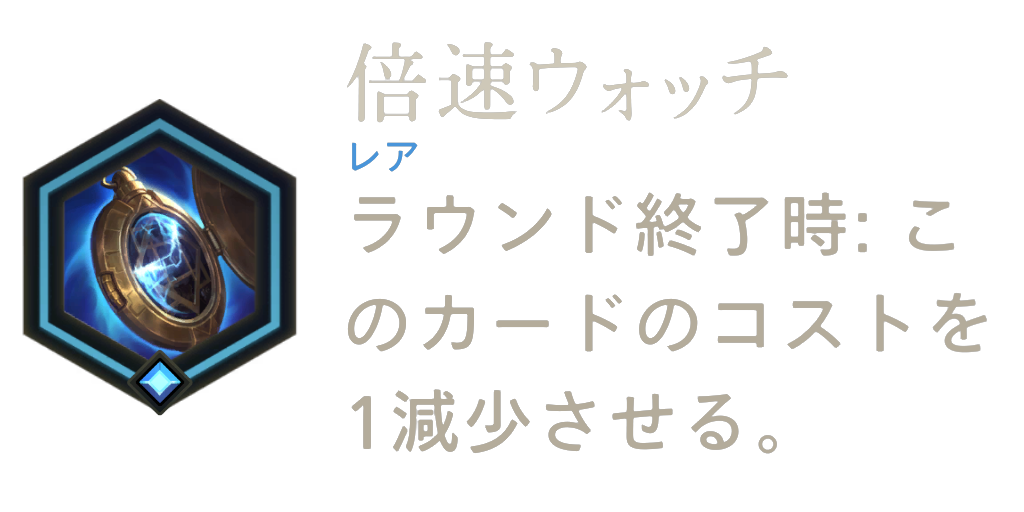 倍速ウォッチ
レア
ラウンド終了時: こ
のカードのコストを
1減少させる。